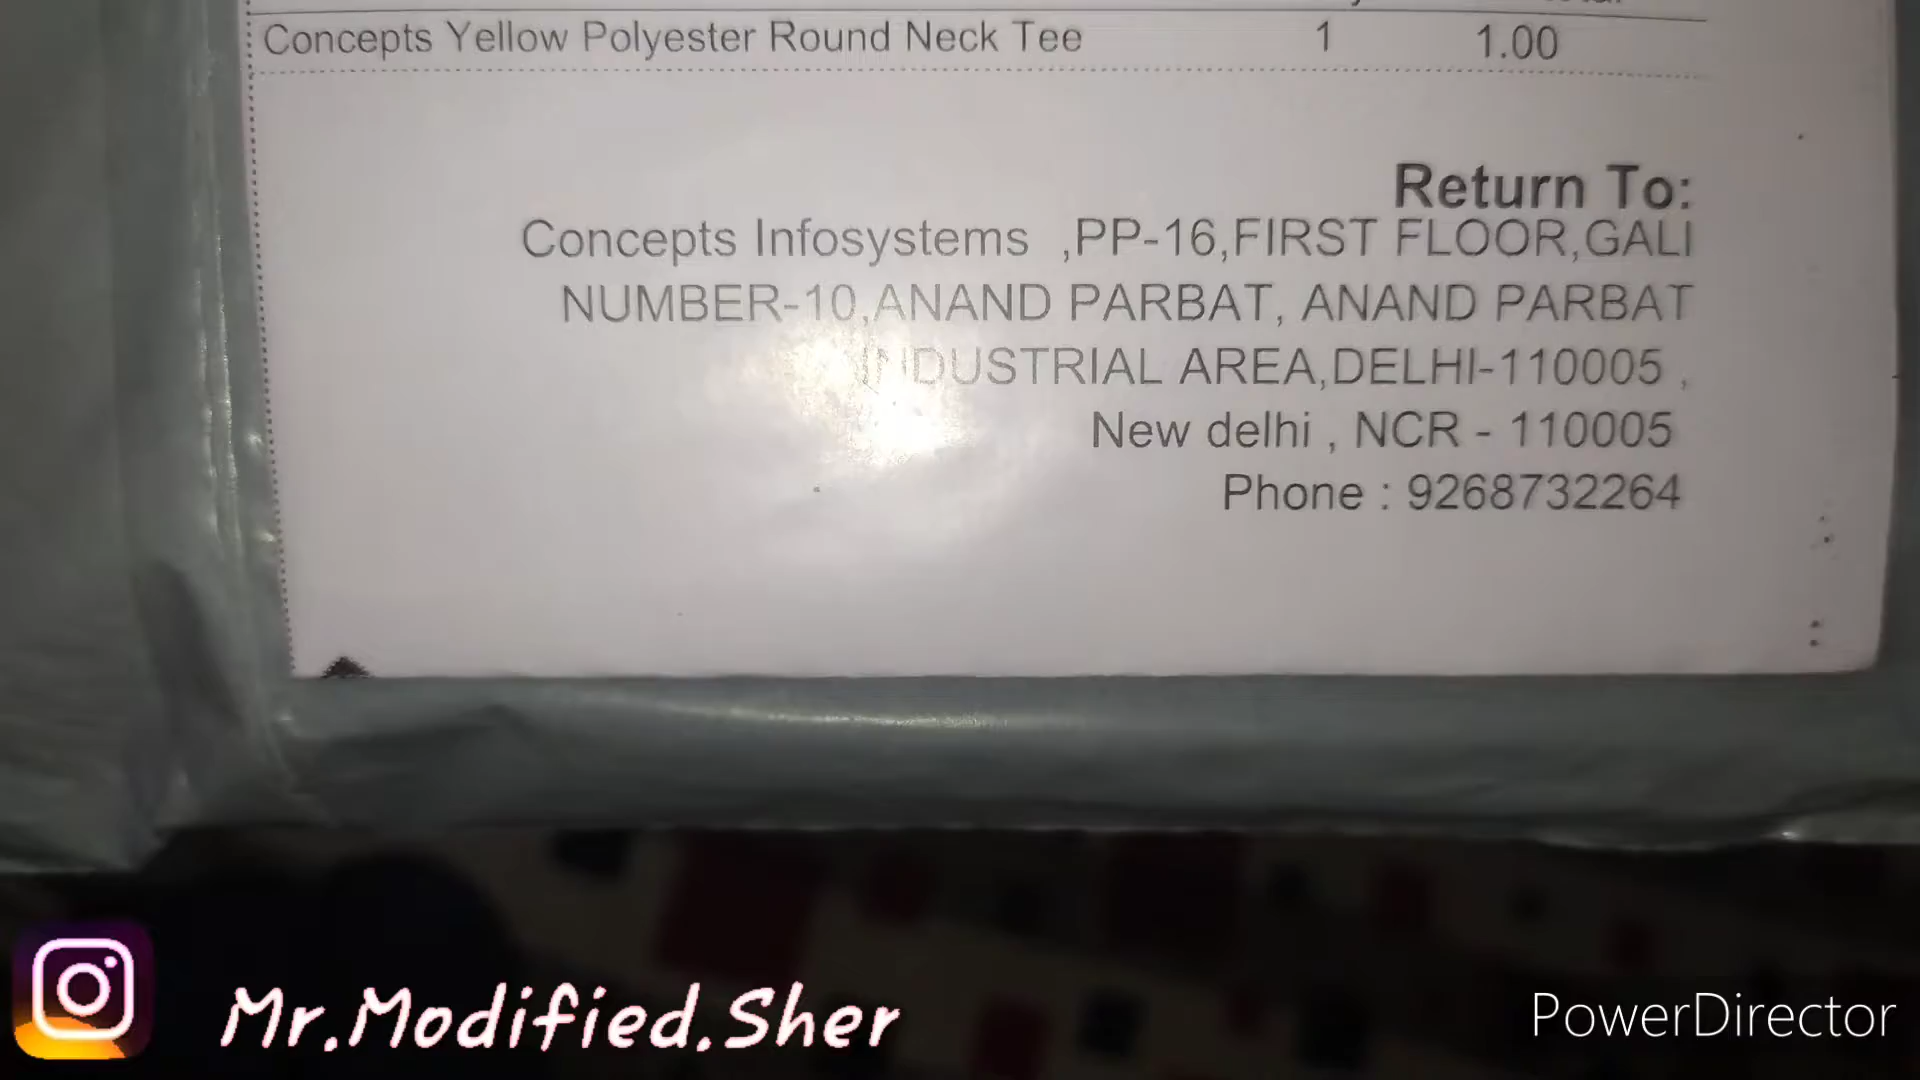 Concepts Yellow Polyester Round Neck Tee 1 1.00
Return To:
Concepts Infosystems ,PP-16,FIRST FLOOR,GALI
NUMBER-10,ANAND PARBAT, ANAND PARBAT
INDUSTRIAL AREA,DELHI-110005 ,
New delhi , NCR - 110005
Phone : 9268732264
Mr.Modified.Sher
PowerDirector